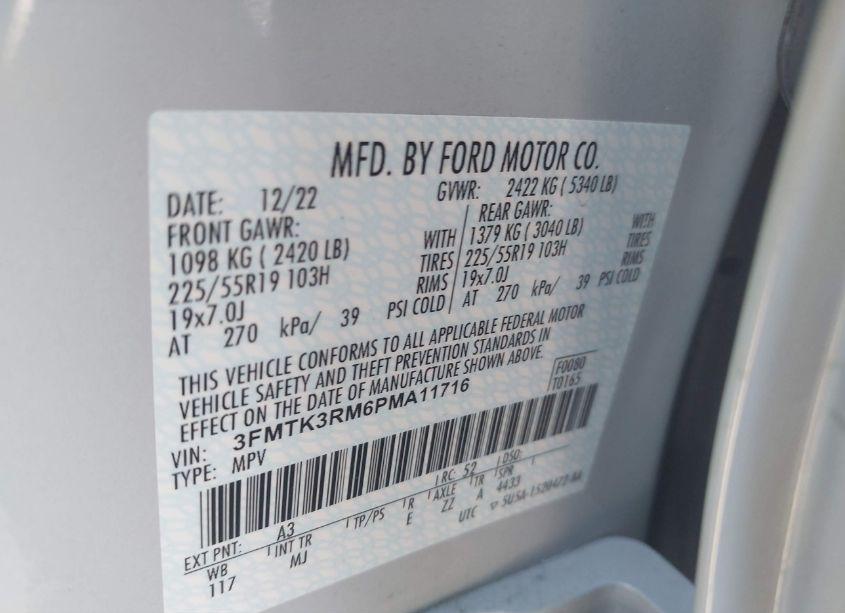 MFD. BY FORD MOTOR CO.
DATE: 12/22 GVWR: 2422 KG ( 5340 LB)
FRONT GAWR: REAR GAWR:
1098 KG ( 2420 LB) WITH 1379 KG ( 3040 LB) WITH
225/55R19 103H TIRES 225/55R19 103H TIRES
19x7.0J RIMS 19x7.0J RIMS
AT 270 kPa/ 39 PSI COLD AT 270 kPa/ 39 PSI COLD
THIS VEHICLE CONFORMS TO ALL APPLICABLE FEDERAL MOTOR
VEHICLE SAFETY AND THEFT PREVENTION STANDARDS IN
EFFECT ON THE DATE OF MANUFACTURE SHOWN ABOVE.
F0080
T0165
VIN: 3FMTK3RM6PMA11716
TYPE: MPV
EXT PNT: A3 RC: 52 DSO:
WB INT TR TP/PS R AXLE TR SPR
117 MJ E ZZ A 4433
UTC